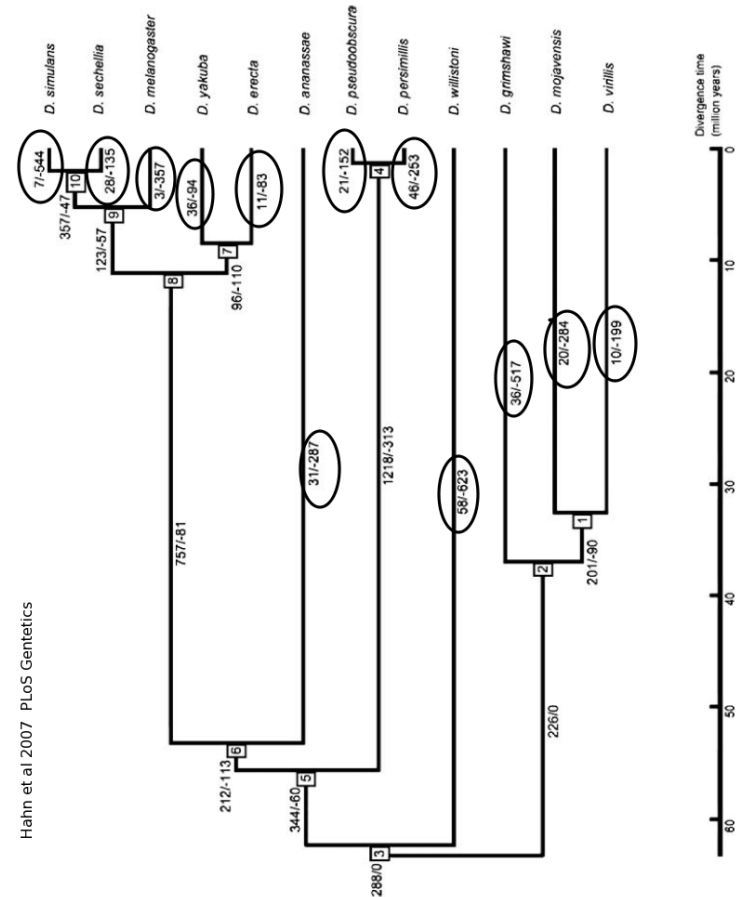 D. simulans
D. sechellia
D. melanogaster
D. yakuba
D. erecta
D. ananassae
D. pseudoobscura
D. persimillis
D. willistoni
D. grimshawi
D. mojavensis
D. virillis
Divergence time
(million years)
7/-544
28/-135
3/-357
36/-94
11/-83
21/-152
46/-253
10
357/-47
9
123/-57
7
96/-110
8
4
757/-81
31/-287
1218/-313
58/-623
36/-517
20/-284
10/-199
1
201/-90
2
226/0
6
212/-113
5
344/-60
3
288/0
0
10
20
30
40
50
60
Hahn et al 2007 PLoS Gentetics